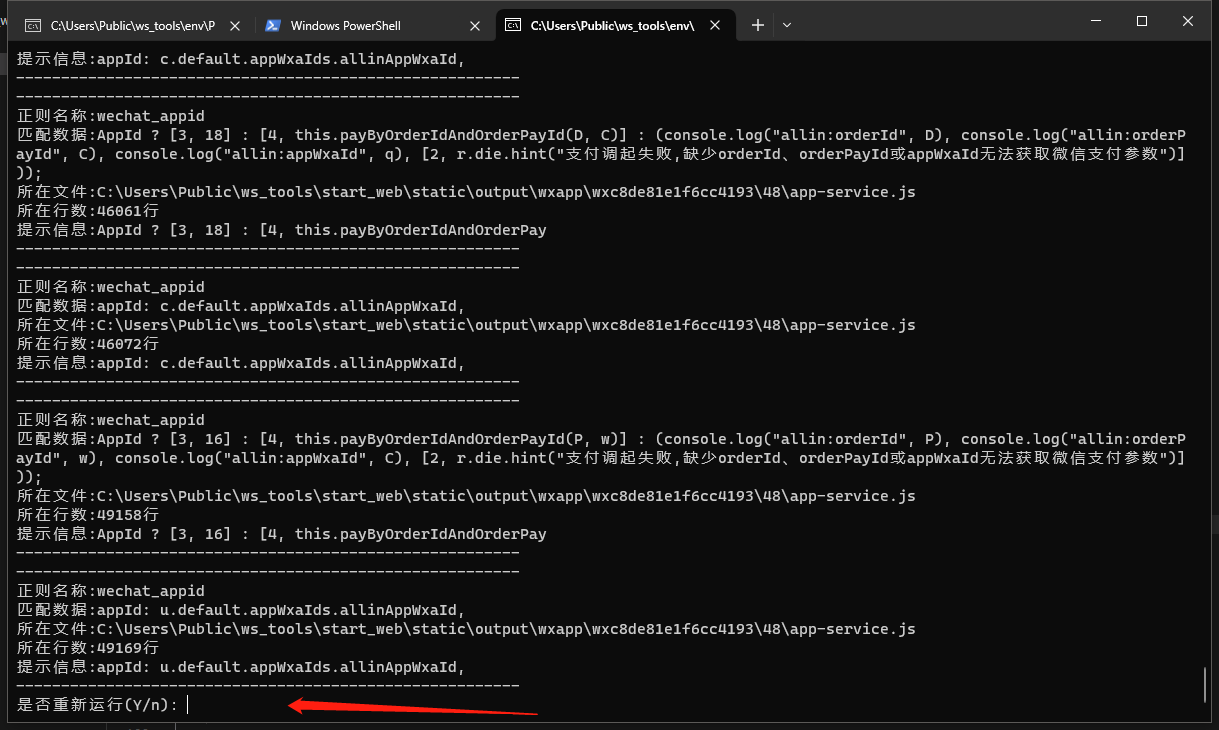 C:\Users\Public\ws_tools\env\P
Windows PowerShell
C:\Users\Public\ws_tools\env\
提示信息:appId: c.default.appWxaIds.allinAppWxaId,
--------------------------------------------------------
--------------------------------------------------------
正则名称:wechat_appid
匹配数据:AppId ? [3, 18] : [4, this.payByOrderIdAndOrderPayId(D, C)] : (console.log("allin:orderId", D), console.log("allin:orderP
ayId", C), console.log("allin:appWxaId", q), [2, r.die.hint("支付调起失败,缺少orderId、orderPayId或appWxaId无法获取微信支付参数")]
));
所在文件:C:\Users\Public\ws_tools\start_web\static\output\wxapp\wxc8de81e1f6cc4193\48\app-service.js
所在行数:46061行
提示信息:AppId ? [3, 18] : [4, this.payByOrderIdAndOrderPay
--------------------------------------------------------
--------------------------------------------------------
正则名称:wechat_appid
匹配数据:appId: c.default.appWxaIds.allinAppWxaId,
所在文件:C:\Users\Public\ws_tools\start_web\static\output\wxapp\wxc8de81e1f6cc4193\48\app-service.js
所在行数:46072行
提示信息:appId: c.default.appWxaIds.allinAppWxaId,
--------------------------------------------------------
--------------------------------------------------------
正则名称:wechat_appid
匹配数据:AppId ? [3, 16] : [4, this.payByOrderIdAndOrderPayId(P, w)] : (console.log("allin:orderId", P), console.log("allin:orderP
ayId", w), console.log("allin:appWxaId", C), [2, r.die.hint("支付调起失败,缺少orderId、orderPayId或appWxaId无法获取微信支付参数")]
));
所在文件:C:\Users\Public\ws_tools\start_web\static\output\wxapp\wxc8de81e1f6cc4193\48\app-service.js
所在行数:49158行
提示信息:AppId ? [3, 16] : [4, this.payByOrderIdAndOrderPay
--------------------------------------------------------
--------------------------------------------------------
正则名称:wechat_appid
匹配数据:appId: u.default.appWxaIds.allinAppWxaId,
所在文件:C:\Users\Public\ws_tools\start_web\static\output\wxapp\wxc8de81e1f6cc4193\48\app-service.js
所在行数:49169行
提示信息:appId: u.default.appWxaIds.allinAppWxaId,
--------------------------------------------------------
是否重新运行(Y/n):